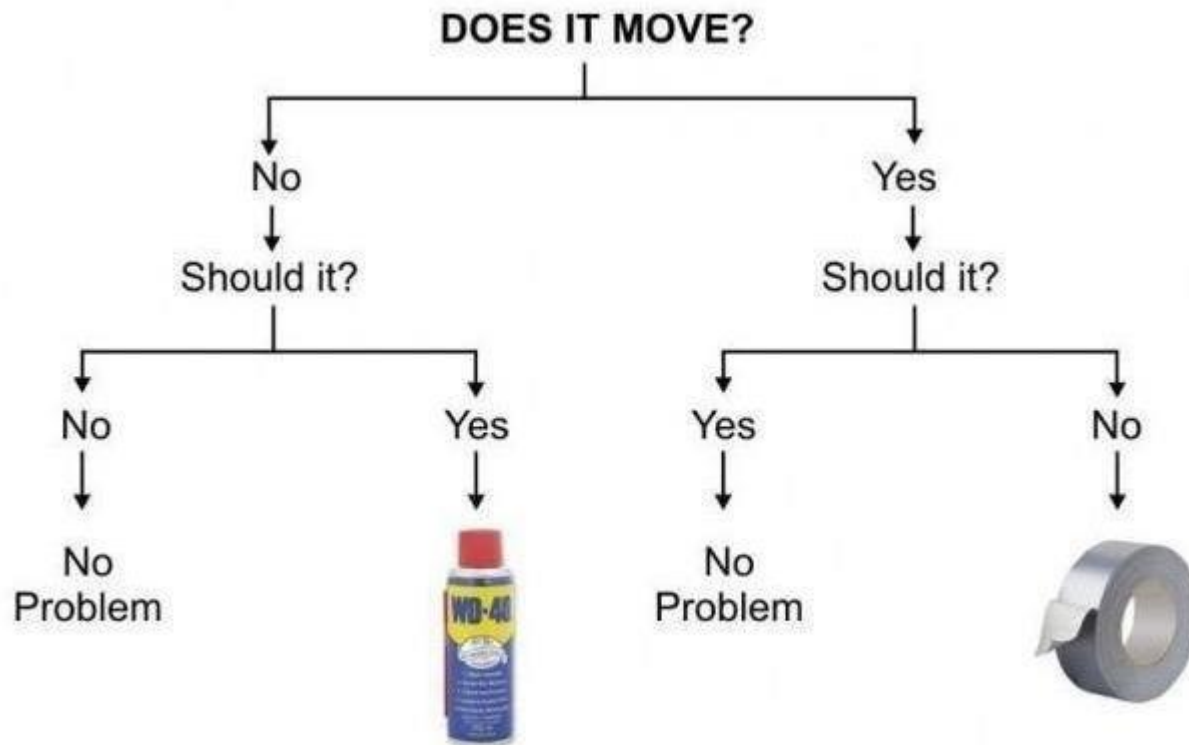 DOES IT MOVE?
No
Yes
Should it?
Should it?
No
Yes
Yes
No
No
Problem
WD-40
No
Problem